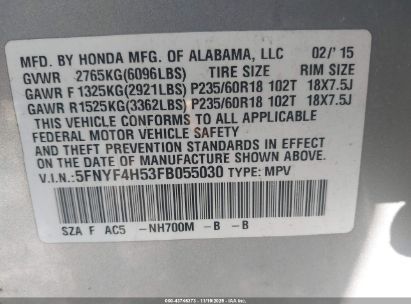 MFD. BY HONDA MFG. OF ALABAMA, LLC 02/' 15
GVWR 2765KG(6096LBS) TIRE SIZE RIM SIZE
GAWR F 1325KG(2921LBS) P235/60R18 102T 18X7.5J
GAWR R1525KG(3362LBS) P235/60R18 102T 18X7.5J
THIS VEHICLE CONFORMS TO ALL APPLICABLE
FEDERAL MOTOR VEHICLE SAFETY, BUMPER,
AND THEFT PREVENTION STANDARDS IN EFFECT
ON THE DATE OF MANUFACTURE SHOWN ABOVE.
V.I.N.:5FNYF4H53FB055030 TYPE: MPV
SZA F AC5 -NH700M -B -B